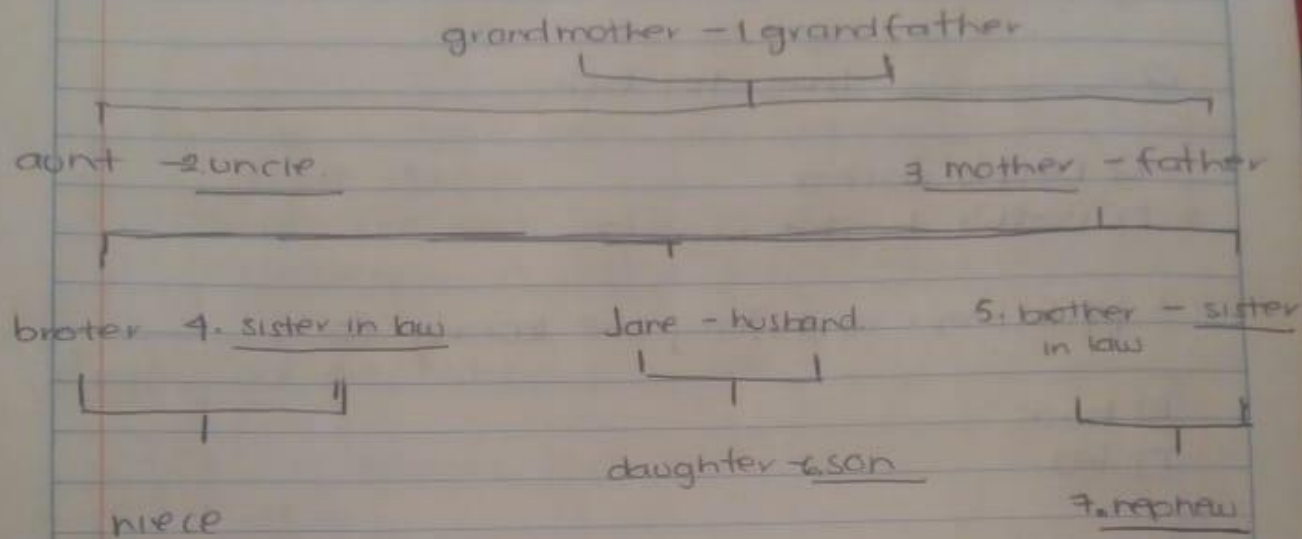 grandmother - 1 grandfather
aunt - 2. uncle 3 mother - father
broter 4. sister in law Jane - husband 5. brother - sister
in law
daughter - 6. son
niece 7. nephew